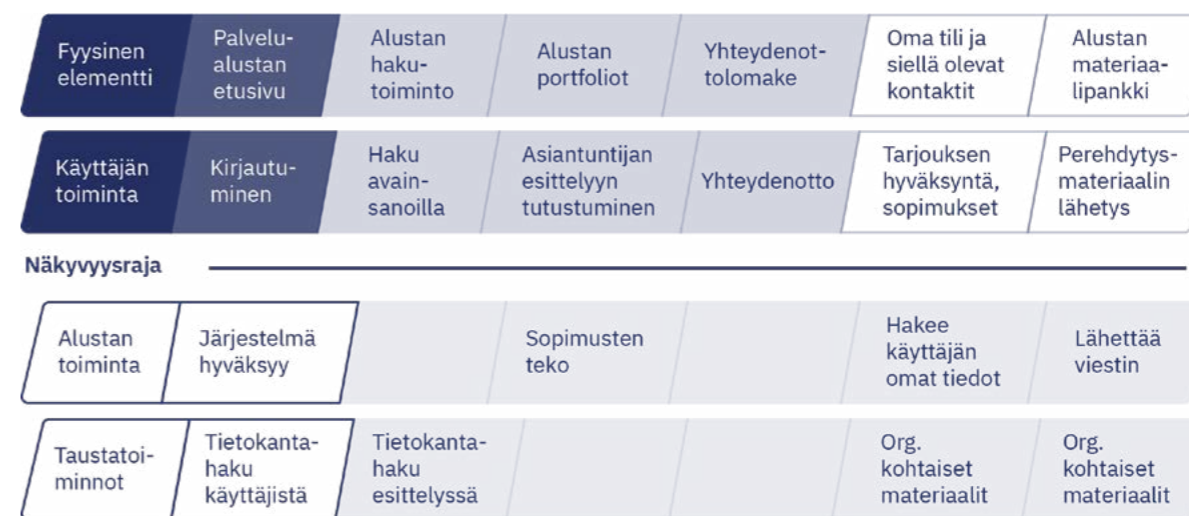 Fyysinen
elementti
Palvelu-
alustan
etusivu
Alustan
haku-
toiminto
Alustan
portfoliot
Yhteydenot-
tolomake
Oma tili ja
siellä olevat
kontaktit
Alustan
materiaa-
lipankki
Käyttäjän
toiminta
Kirjautu-
minen
Haku
avain-
sanoilla
Asiantuntijan
esittelyyn
tutustuminen
Yhteydenotto
Tarjouksen
hyväksyntä,
sopimukset
Perehdytys-
materiaalin
lähetys
Näkyvyysraja
Alustan
toiminta
Järjestelmä
hyväksyy
Sopimusten
teko
Hakee
käyttäjän
omat tiedot
Lähettää
viestin
Taustatoi-
minnot
Tietokanta-
haku
käyttäjistä
Tietokanta-
haku
esittelyssä
Org.
kohtaiset
materiaalit
Org.
kohtaiset
materiaalit